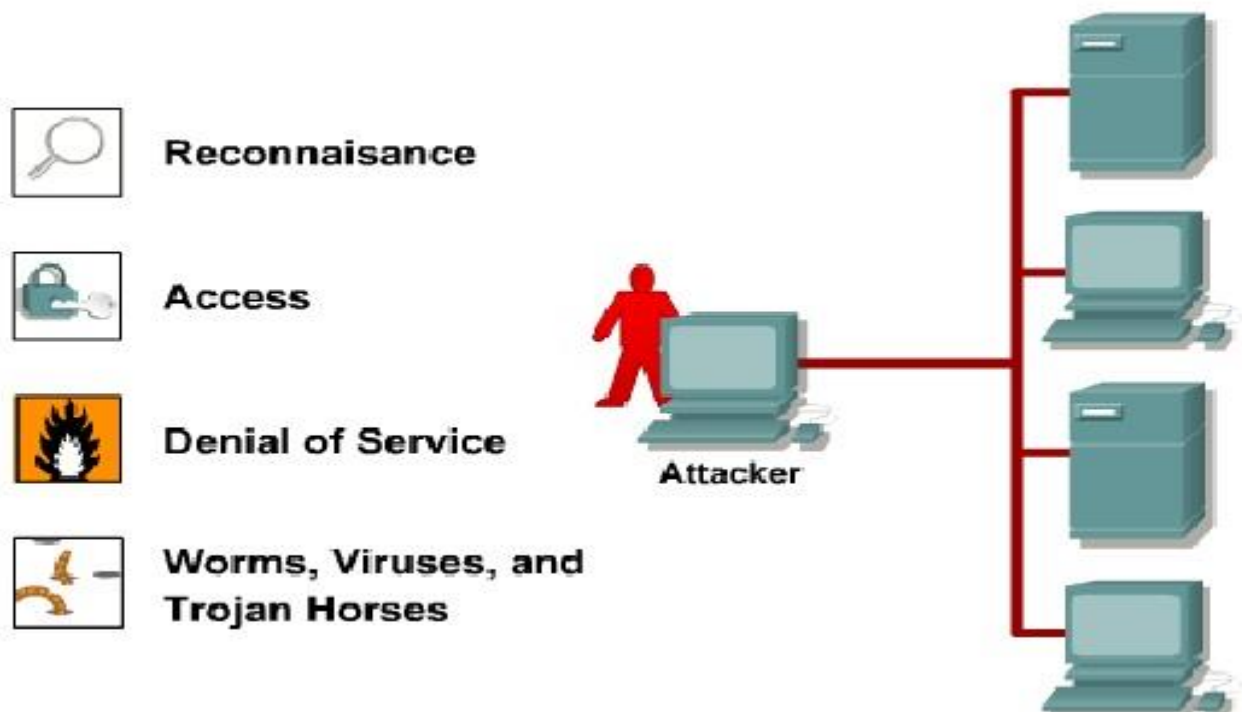 Reconnaisance
Access
Denial of Service
Attacker
Worms, Viruses, and
Trojan Horses